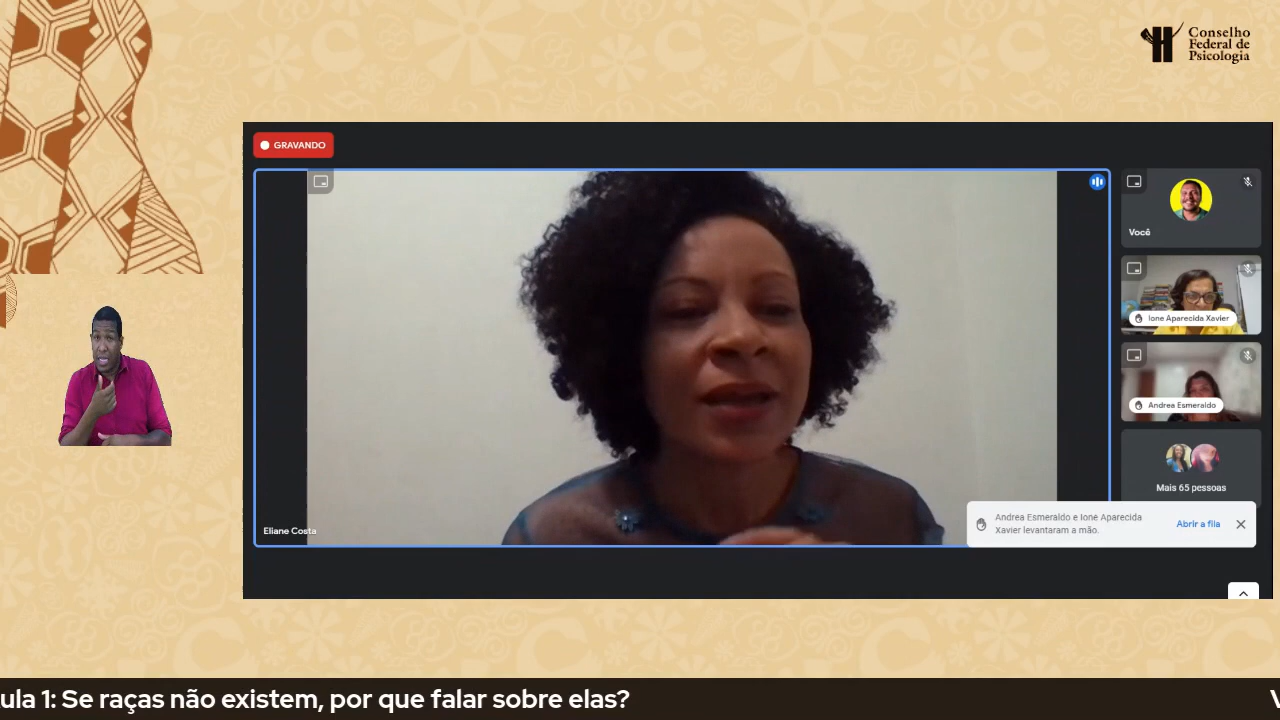 Conselho
Federal de
Psicologia
GRAVANDO
Você
Ione Aparecida Xavier
Andrea Esmeraldo
Mais 65 pessoas
Andrea Esmeraldo e Ione Aparecida
Xavier levantaram a mão.
Abrir a fila
Eliane Costa
ula 1: Se raças não existem, por que falar sobre elas?
V